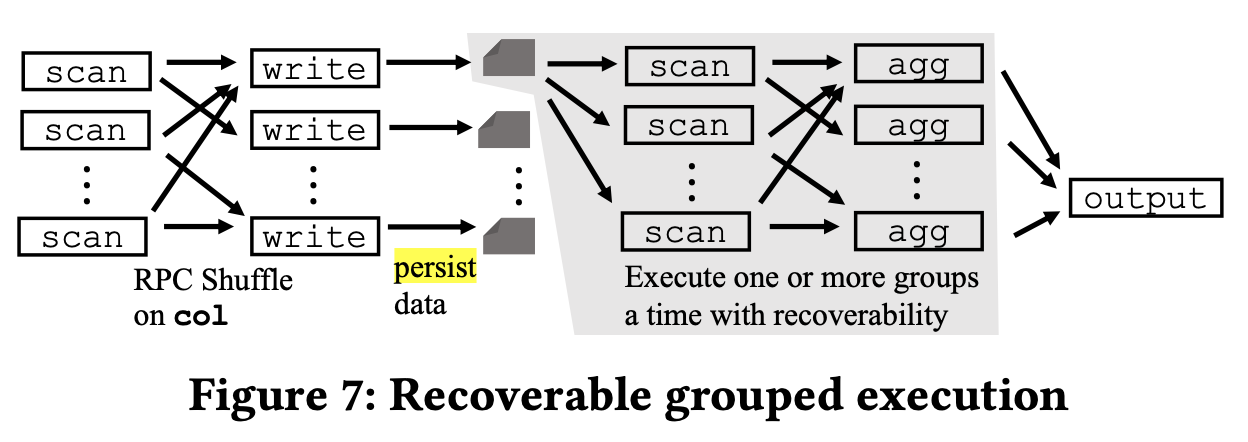 scan write scan agg
scan write scan agg
scan write scan agg
output
RPC Shuffle
on col
persist
data
Execute one or more groups
a time with recoverability
Figure 7: Recoverable grouped execution